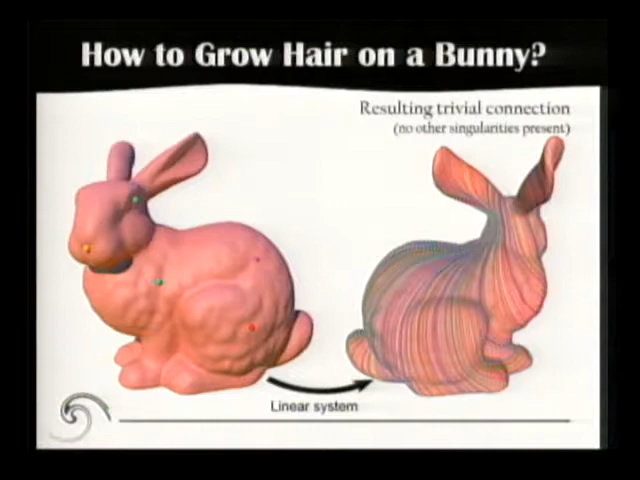 How to Grow Hair on a Bunny?
Resulting trivial connection
(no other singularities present)
Linear system